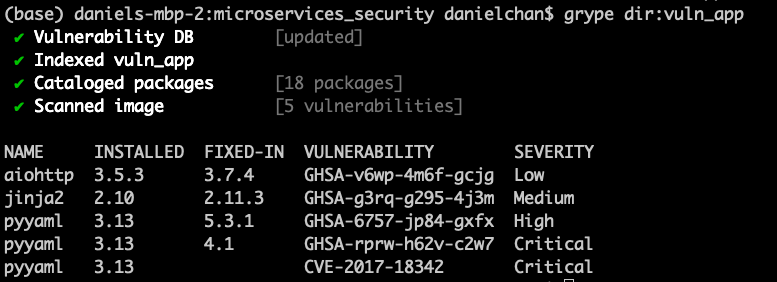 (base) daniels-mbp-2:microservices_security danielchan$ grype dir:vuln_app
✔ Vulnerability DB [updated]
✔ Indexed vuln_app
✔ Cataloged packages [18 packages]
✔ Scanned image [5 vulnerabilities]
NAME INSTALLED FIXED-IN VULNERABILITY SEVERITY
aiohttp 3.5.3 3.7.4 GHSA-v6wp-4m6f-gcjg Low
jinja2 2.10 2.11.3 GHSA-g3rq-g295-4j3m Medium
pyyaml 3.13 5.3.1 GHSA-6757-jp84-gxfx High
pyyaml 3.13 4.1 GHSA-rprw-h62v-c2w7 Critical
pyyaml 3.13 CVE-2017-18342 Critical